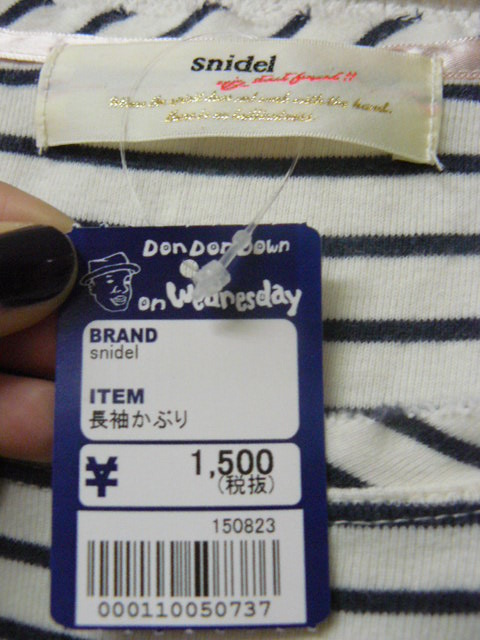 snidel
Don Don Down
on Wednesday
BRAND
snidel
ITEM
長袖かぶり
¥ 1,500
(税抜)
150823
000110050737